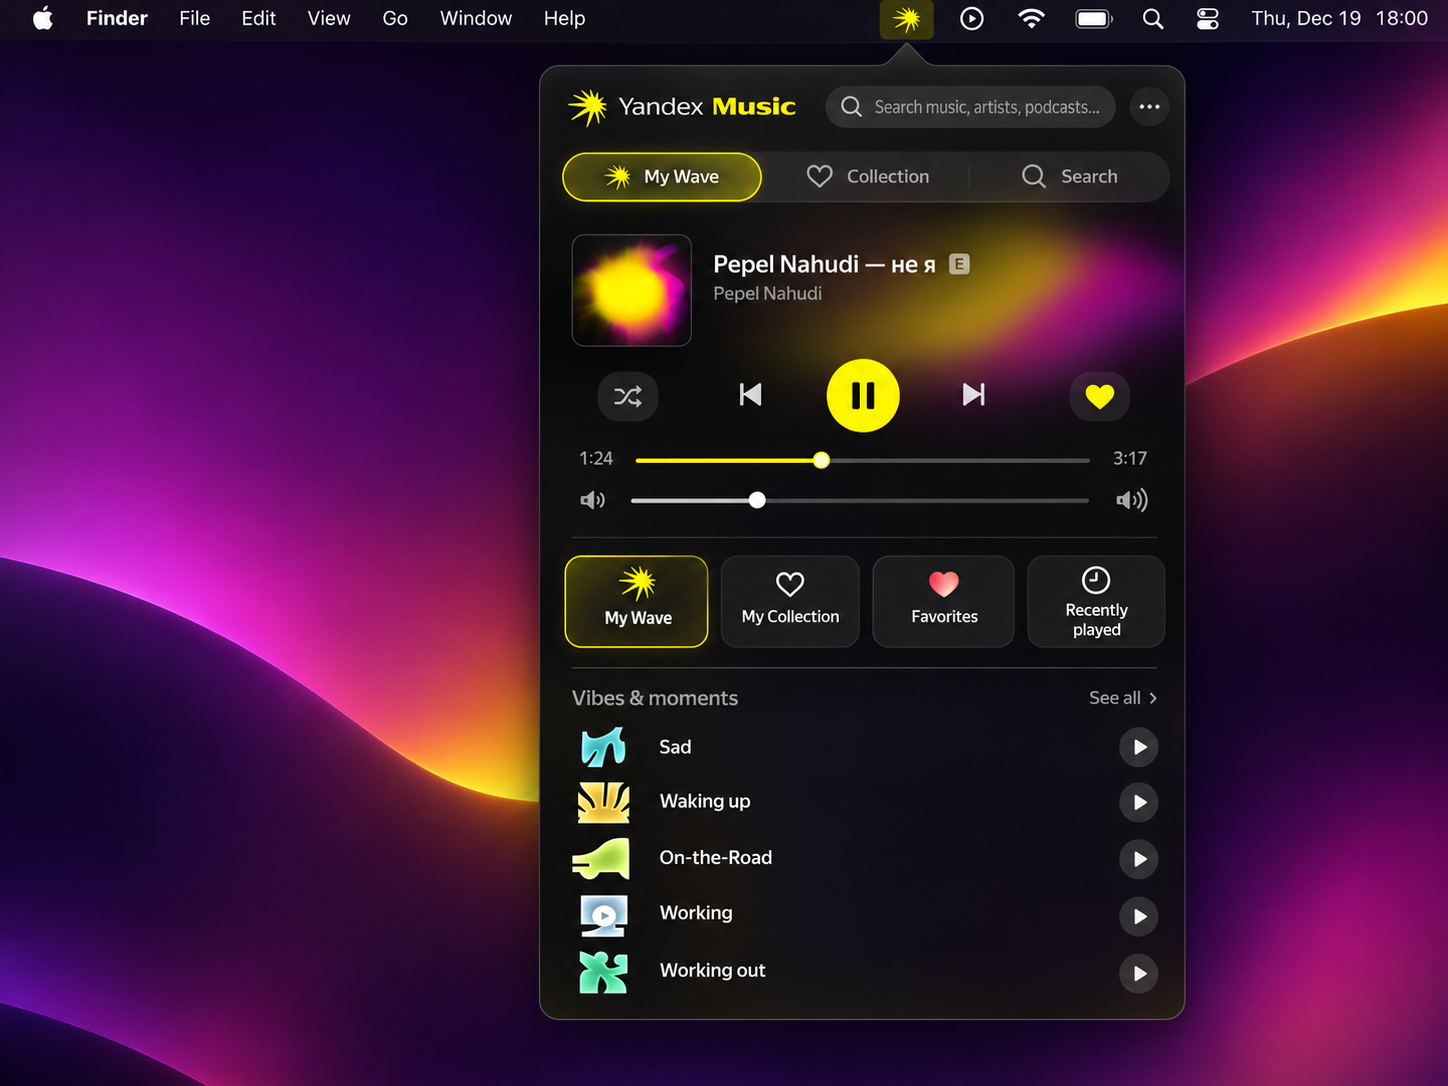 Finder File Edit View Go Window Help Thu, Dec 19 18:00
Yandex Music Search music, artists, podcasts...
My Wave Collection Search
Pepel Nahudi — не я E
Pepel Nahudi
1:24 3:17
My Wave My Collection Favorites Recently
played
Vibes & moments See all
Sad
Waking up
On-the-Road
Working
Working out